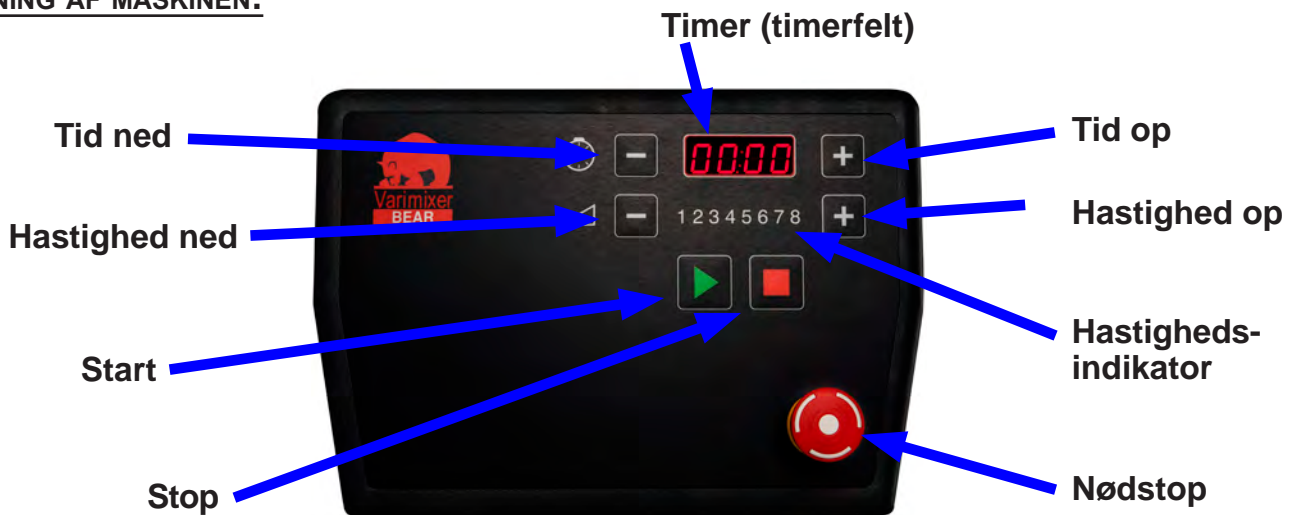 AF MASKINEN:
Timer (timerfelt)
Tid ned
00:00
Tid op
Varimixer
BEAR
Hastighed ned
1 2 3 4 5 6 7 8
Hastighed op
Start
Hastigheds-
indikator
Stop
Nødstop